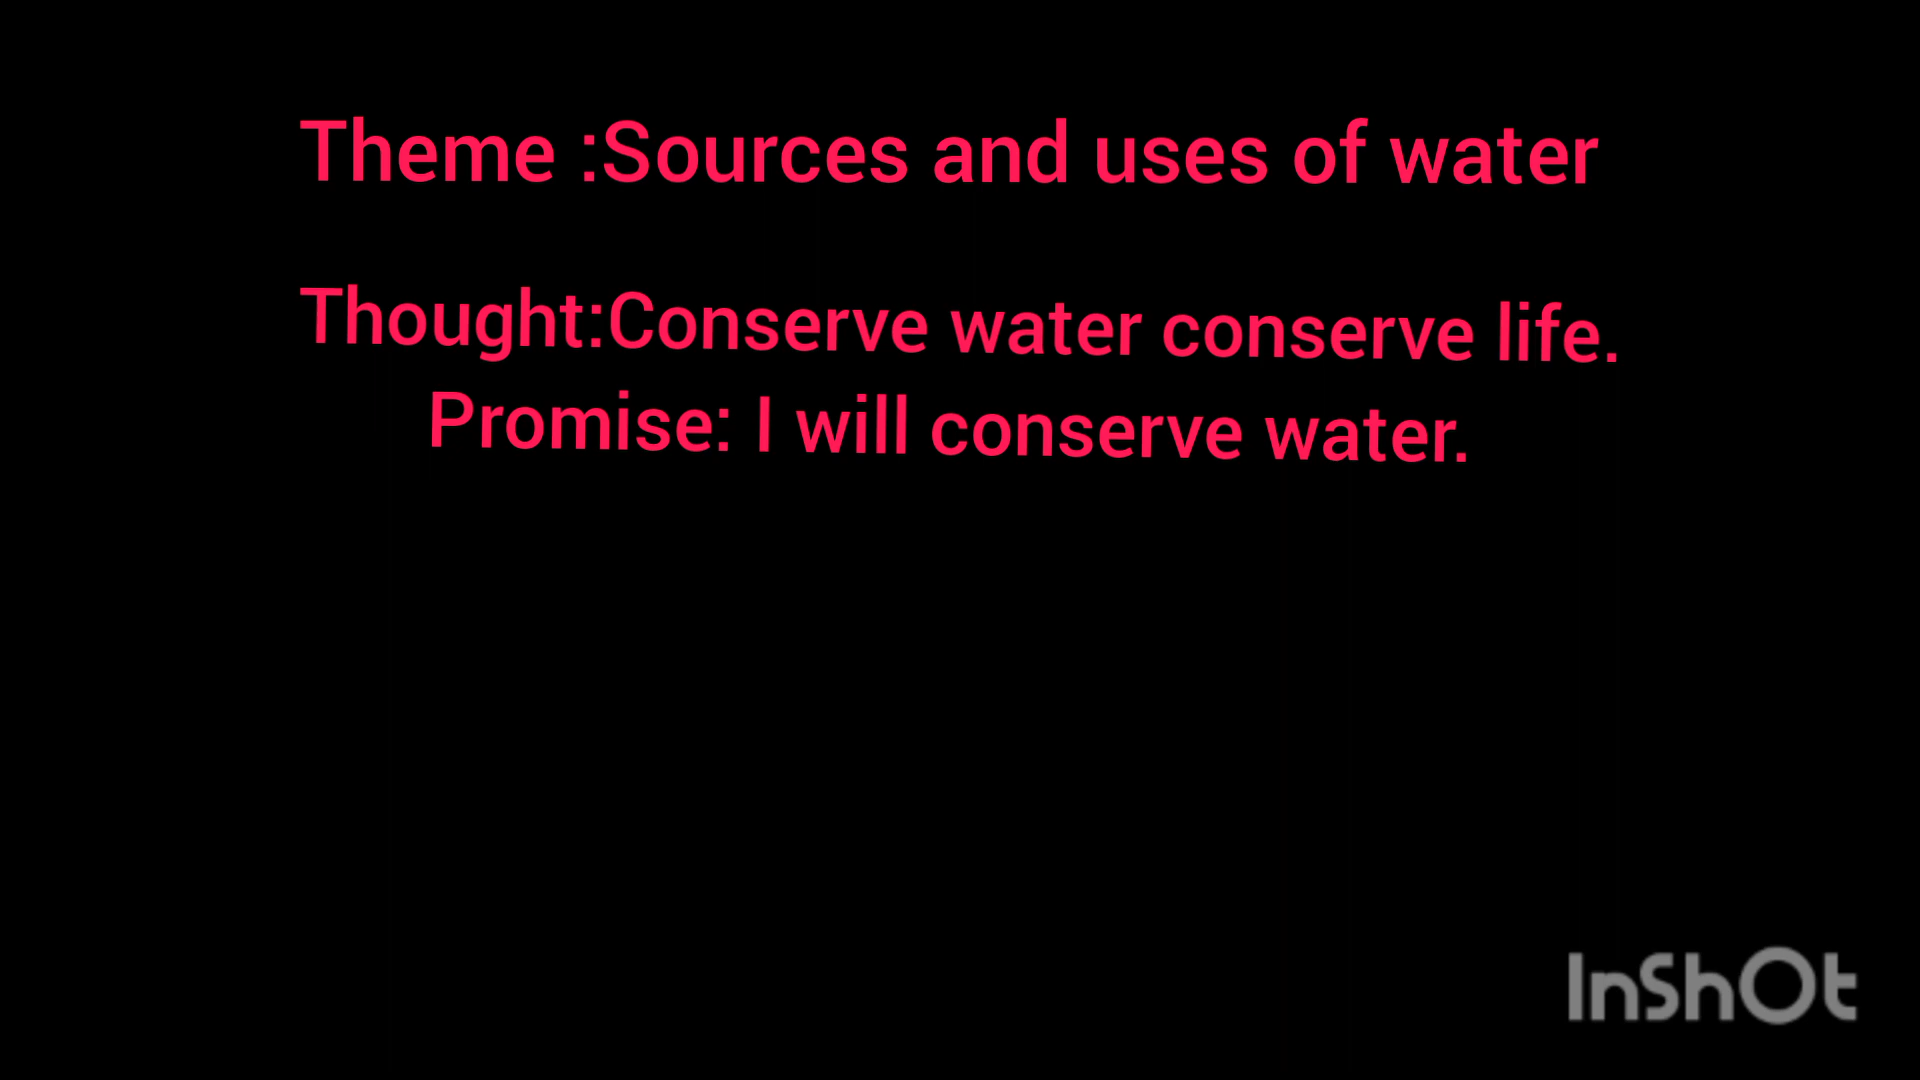 Theme :Sources and uses of water
Thought:Conserve water conserve life.
Promise: I will conserve water.
InShOt